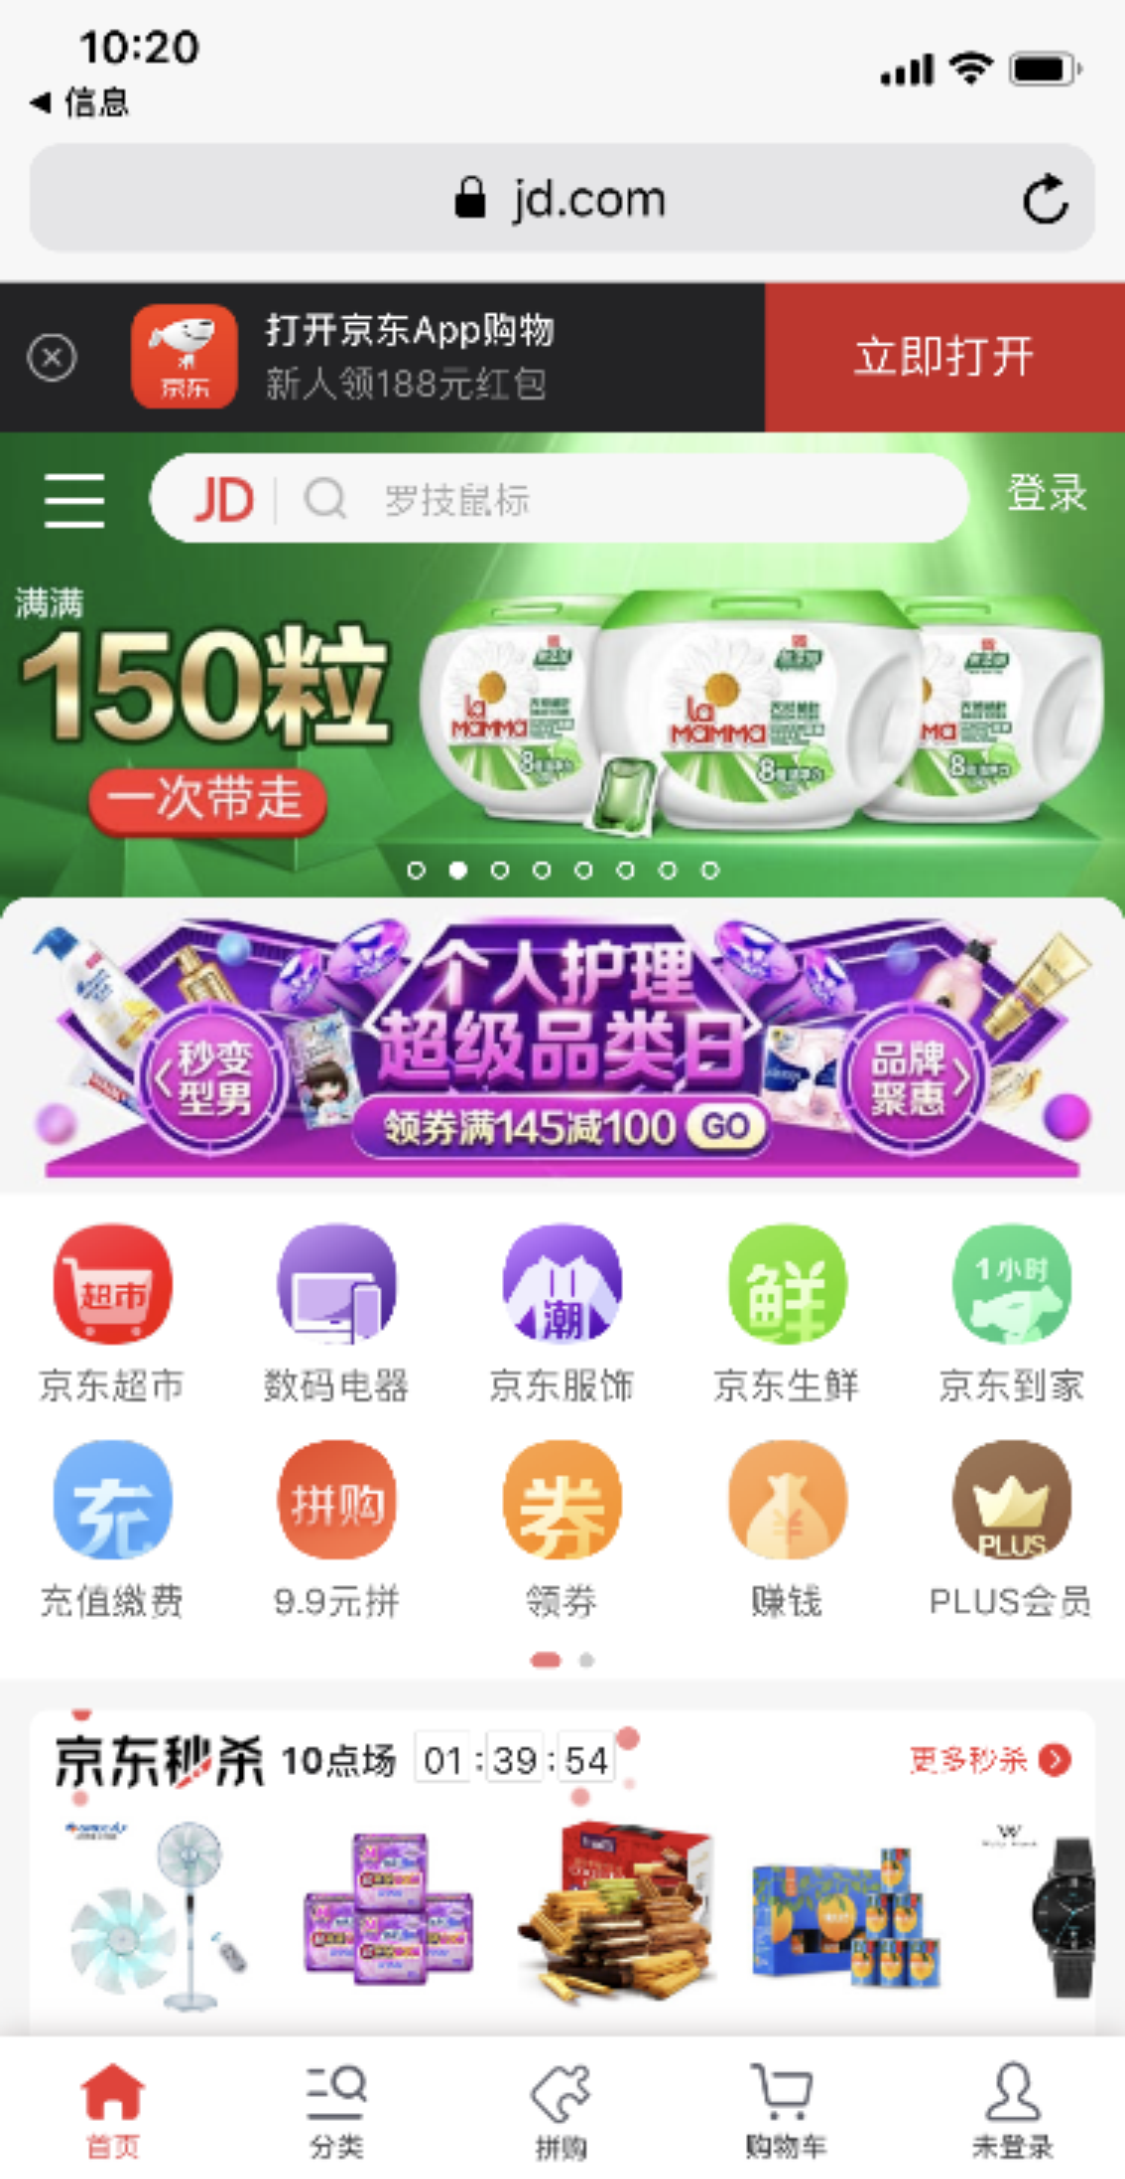 10:20
◀ 信息
jd.com
打开京东App购物
新人领188元红包
立即打开
京东
JD
罗技鼠标
登录
满满
150粒
一次带走
la
MAMMA
la
MAMMA
MA
8
8
8
个人护理
超级品类日
秒变
型男
品牌
聚惠
领券满145减100 GO
超市
潮
鲜
1小时
京东超市
数码电器
京东服饰
京东生鲜
京东到家
充
拼购
券
¥
PLUS
充值缴费
9.9元拼
领券
赚钱
PLUS会员
京东秒杀 10点场 01:39:54
更多秒杀
W
首页
分类
拼购
购物车
未登录